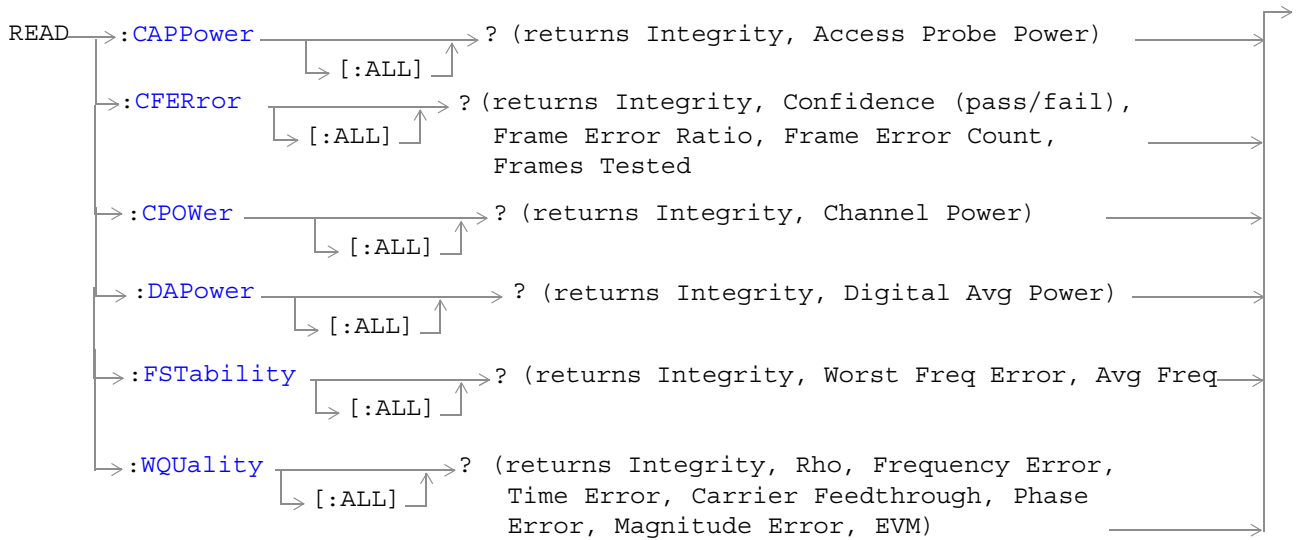 READ :CAPPower ? (returns Integrity, Access Probe Power)
[:ALL]
:CFERror ? (returns Integrity, Confidence (pass/fail),
[:ALL] Frame Error Ratio, Frame Error Count,
Frames Tested
:CPOWer ? (returns Integrity, Channel Power)
[:ALL]
:DAPower ? (returns Integrity, Digital Avg Power)
[:ALL]
:FSTability ? (returns Integrity, Worst Freq Error, Avg Freq
[:ALL]
:WQUality ? (returns Integrity, Rho, Frequency Error,
[:ALL] Time Error, Carrier Feedthrough, Phase
Error, Magnitude Error, EVM)